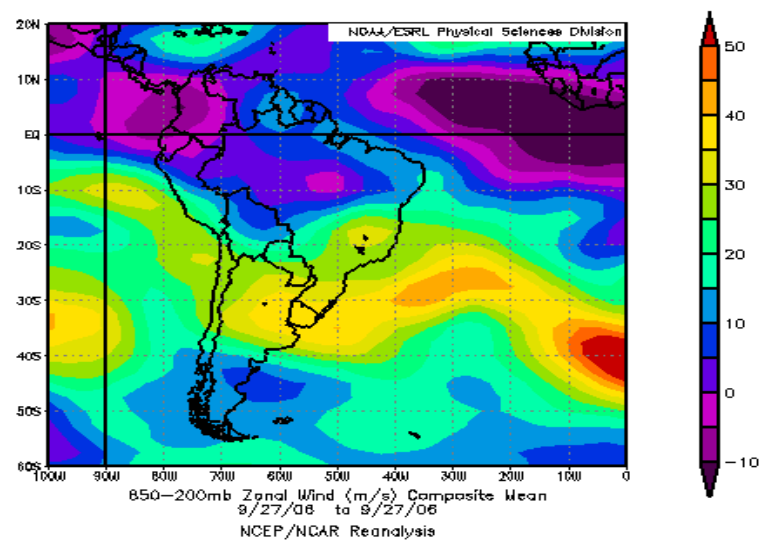 NOAA/ESRL Physical Sciences Division
20N
10N
EQ
10S
20S
30S
40S
50S
60S
100W 90W 80W 70W 60W 50W 40W 30W 20W 10W 0
50
40
30
20
10
0
-10
850-200mb Zonal Wind (m/s) Composite Mean
9/27/06 to 9/27/06
NCEP/NCAR Reanalysis